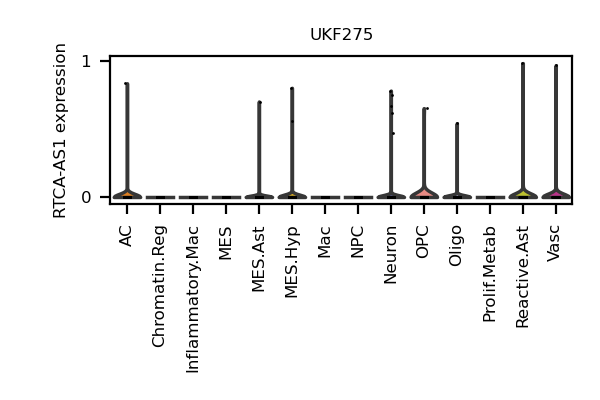 UKF275
RTCA-AS1 expression
1
0
AC
Chromatin.Reg
Inflammatory.Mac
MES
MES.Ast
MES.Hyp
Mac
NPC
Neuron
OPC
Oligo
Prolif.Metab
Reactive.Ast
Vasc